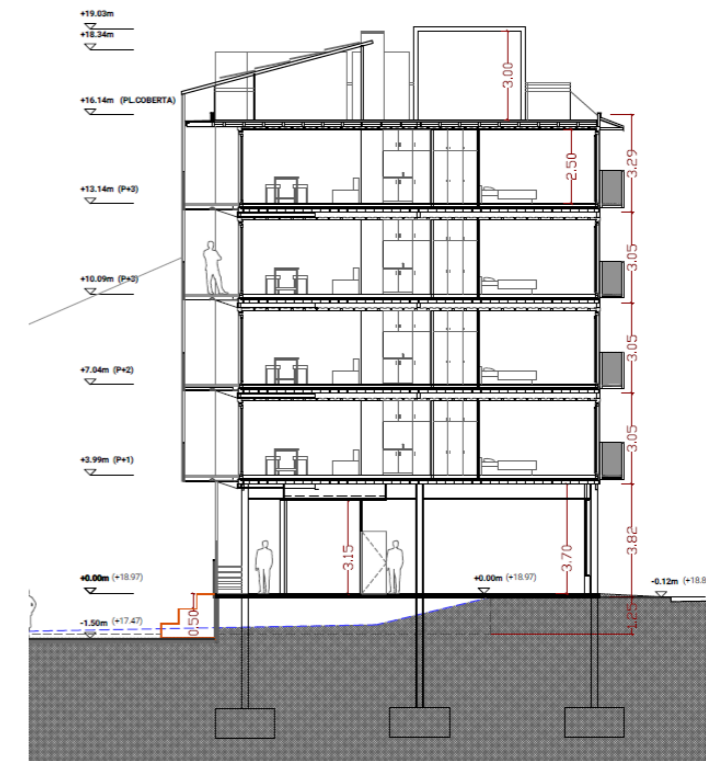 +19.03m
+18.34m
+16.14m (PL.COBERTA)
3.00
3.29
2.50
+13.14m (P+3)
+10.09m (P+3)
3.05
+7.04m (P+2)
3.05
+3.99m (P+1)
3.05
3.15
3.70
3.82
+0.00m (+18.97)
+0.00m (+18.97)
-0.12m (+18.8
0.50
-1.50m (+17.47)
1.25